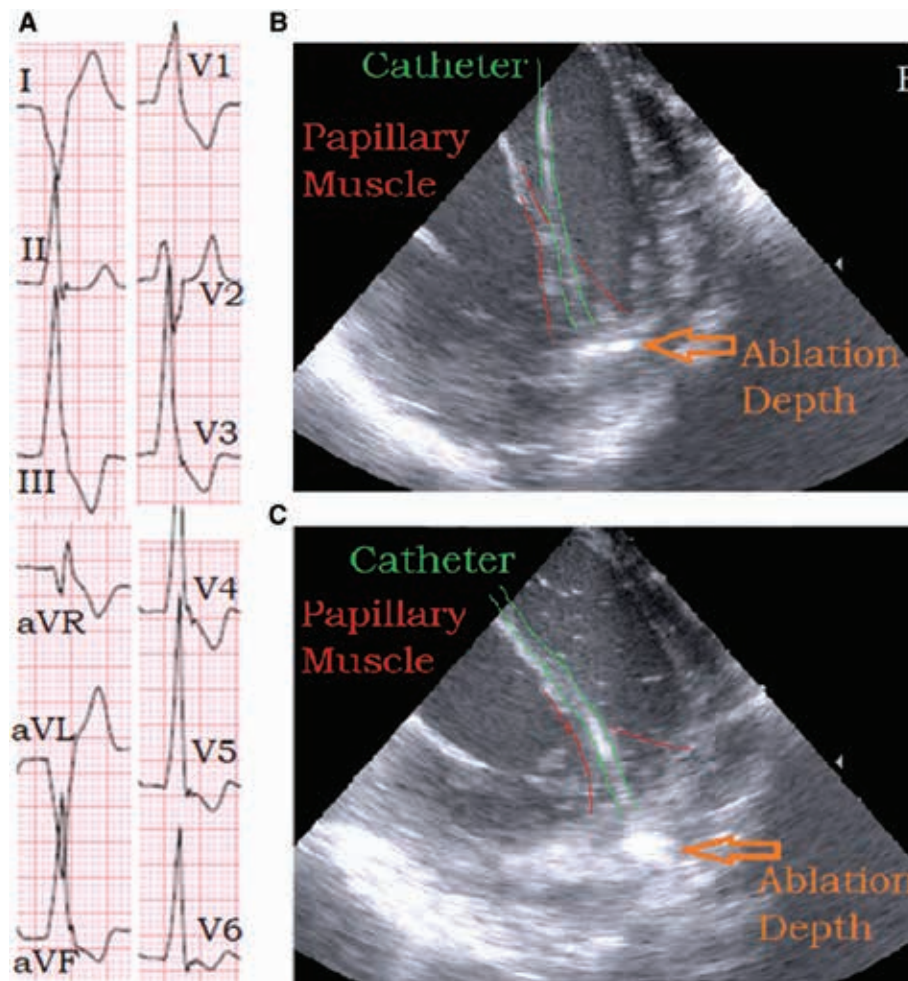 A
I
II
III
aVR
aVL
aVF
V1
V2
V3
V4
V5
V6
B
Catheter
Papillary
Muscle
Ablation
Depth
C
Catheter
Papillary
Muscle
Ablation
Depth